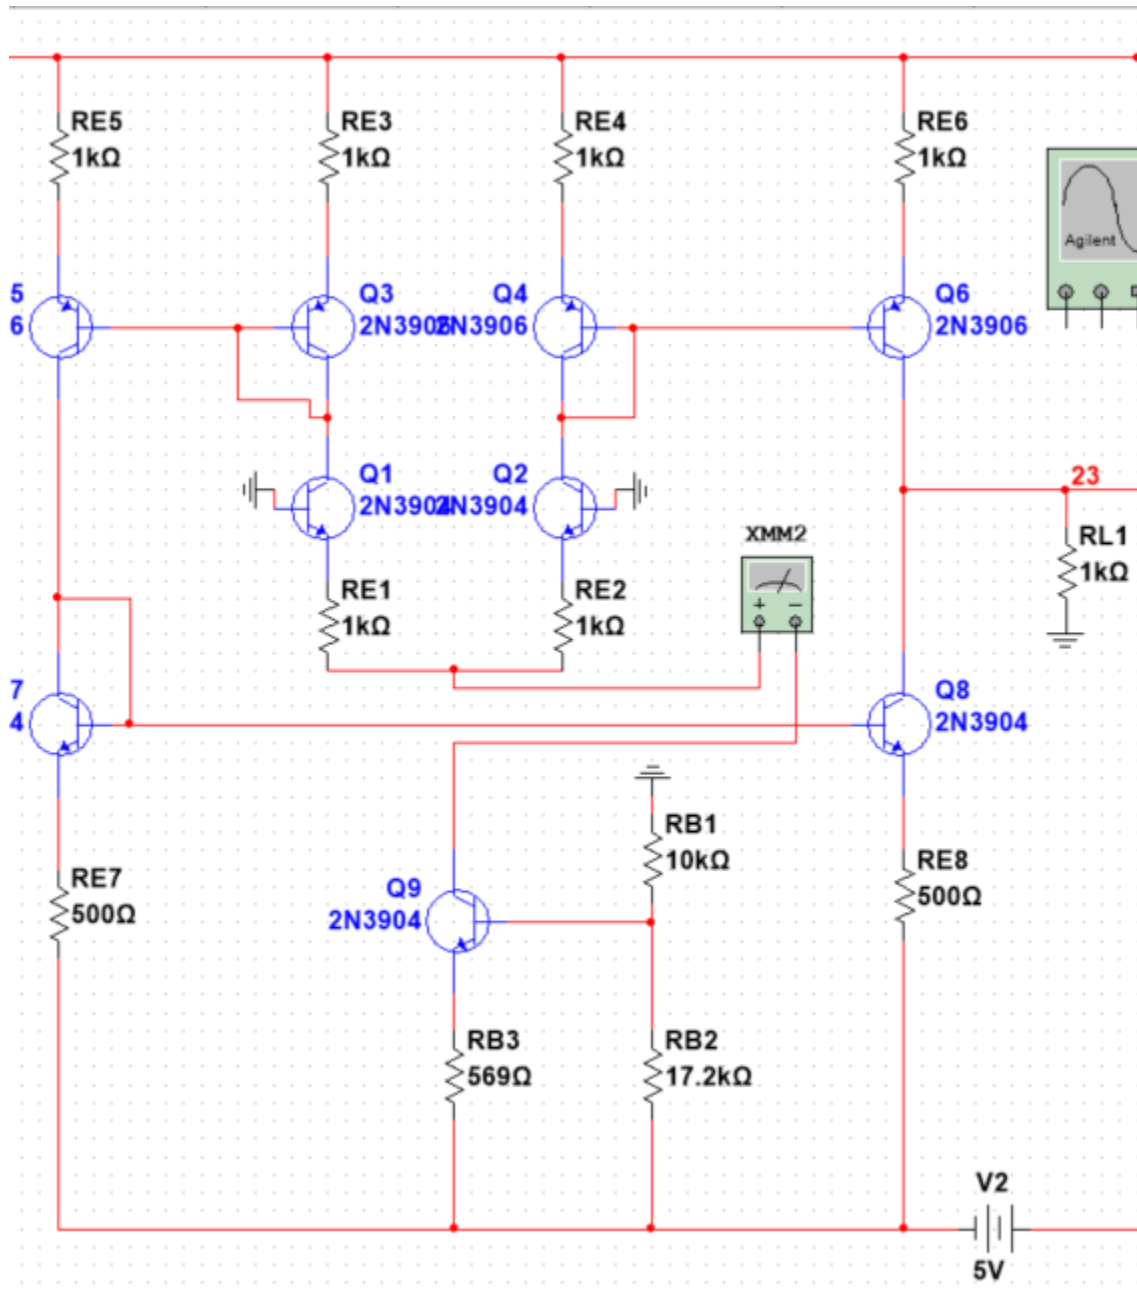 RE5
1kΩ
RE3
1kΩ
RE4
1kΩ
RE6
1kΩ
Agilent
5
6
Q3
2N3906
Q4
2N3906
Q6
2N3906
Q1
2N3904
Q2
2N3904
23
XMM2
+ −
RL1
1kΩ
RE1
1kΩ
RE2
1kΩ
7
4
Q8
2N3904
RB1
10kΩ
RE7
500Ω
Q9
2N3904
RE8
500Ω
RB3
569Ω
RB2
17.2kΩ
V2
5V